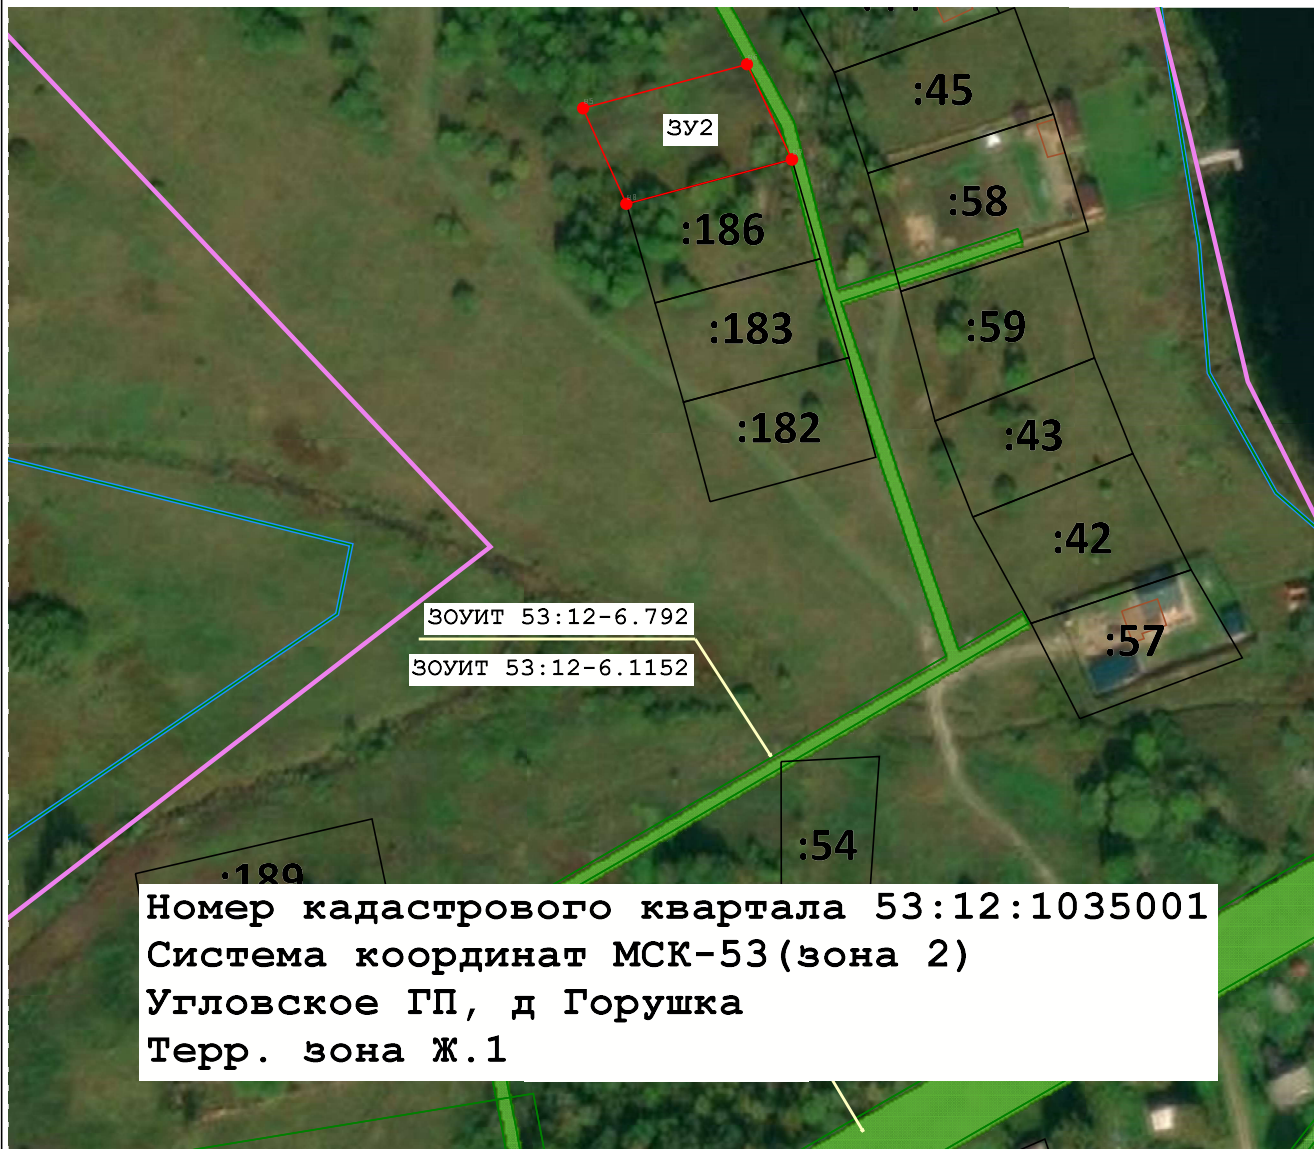 :45
ЗУ2
:58
:186
:59
:183
:182
:43
:42
ЗОУИТ 53:12-6.792
:57
ЗОУИТ 53:12-6.1152
:54
:189
Номер кадастрового квартала 53:12:1035001
Система координат МСК-53(зона 2)
Угловское ГП, д Горушка
Терр. зона Ж.1